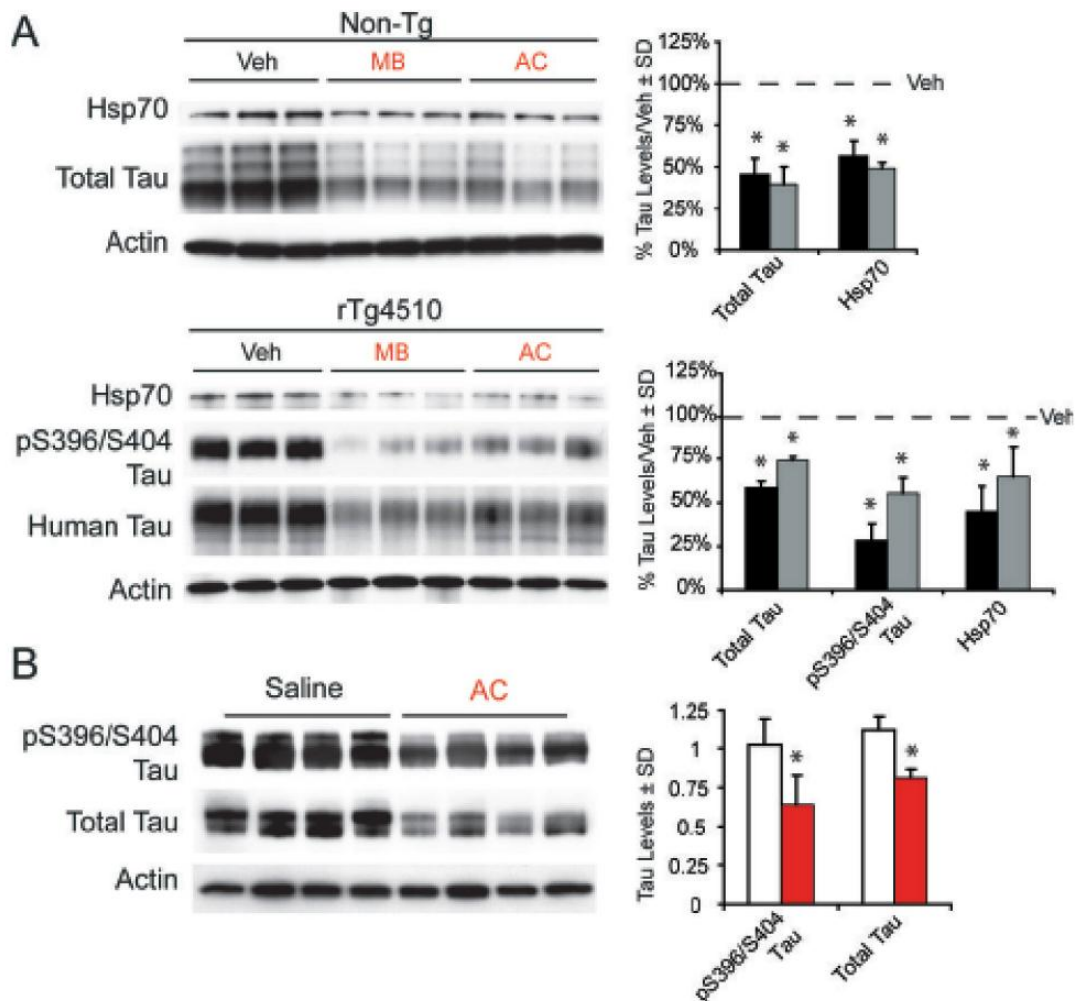 A
Non-Tg
Veh MB AC
Hsp70
Total Tau
Actin
% Tau Levels/Veh ± SD
125%
100%
75%
50%
25%
0%
Veh
* * * *
Total Tau
Hsp70
rTg4510
Veh MB AC
Hsp70
pS396/S404
Tau
Human Tau
Actin
% Tau Levels/Veh ± SD
125%
100%
75%
50%
25%
0%
Veh
* * * * * *
Total Tau
pS396/S404
Tau
Hsp70
B
Saline AC
pS396/S404
Tau
Total Tau
Actin
Tau Levels ± SD
1.25
1
0.75
0.5
0.25
0
* *
pS396/S404
Tau
Total Tau